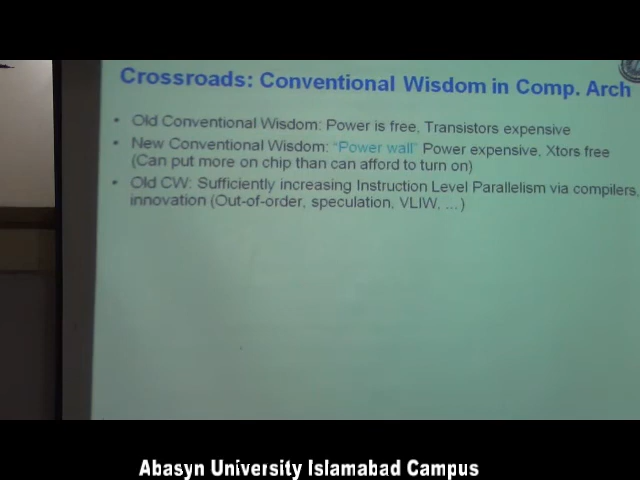 Crossroads: Conventional Wisdom in Comp. Arch
• Old Conventional Wisdom: Power is free, Transistors expensive
• New Conventional Wisdom: "Power wall" Power expensive, Xtors free
(Can put more on chip than can afford to turn on)
• Old CW: Sufficiently increasing Instruction Level Parallelism via compilers,
innovation (Out-of-order, speculation, VLIW, ...)
Abasyn University Islamabad Campus